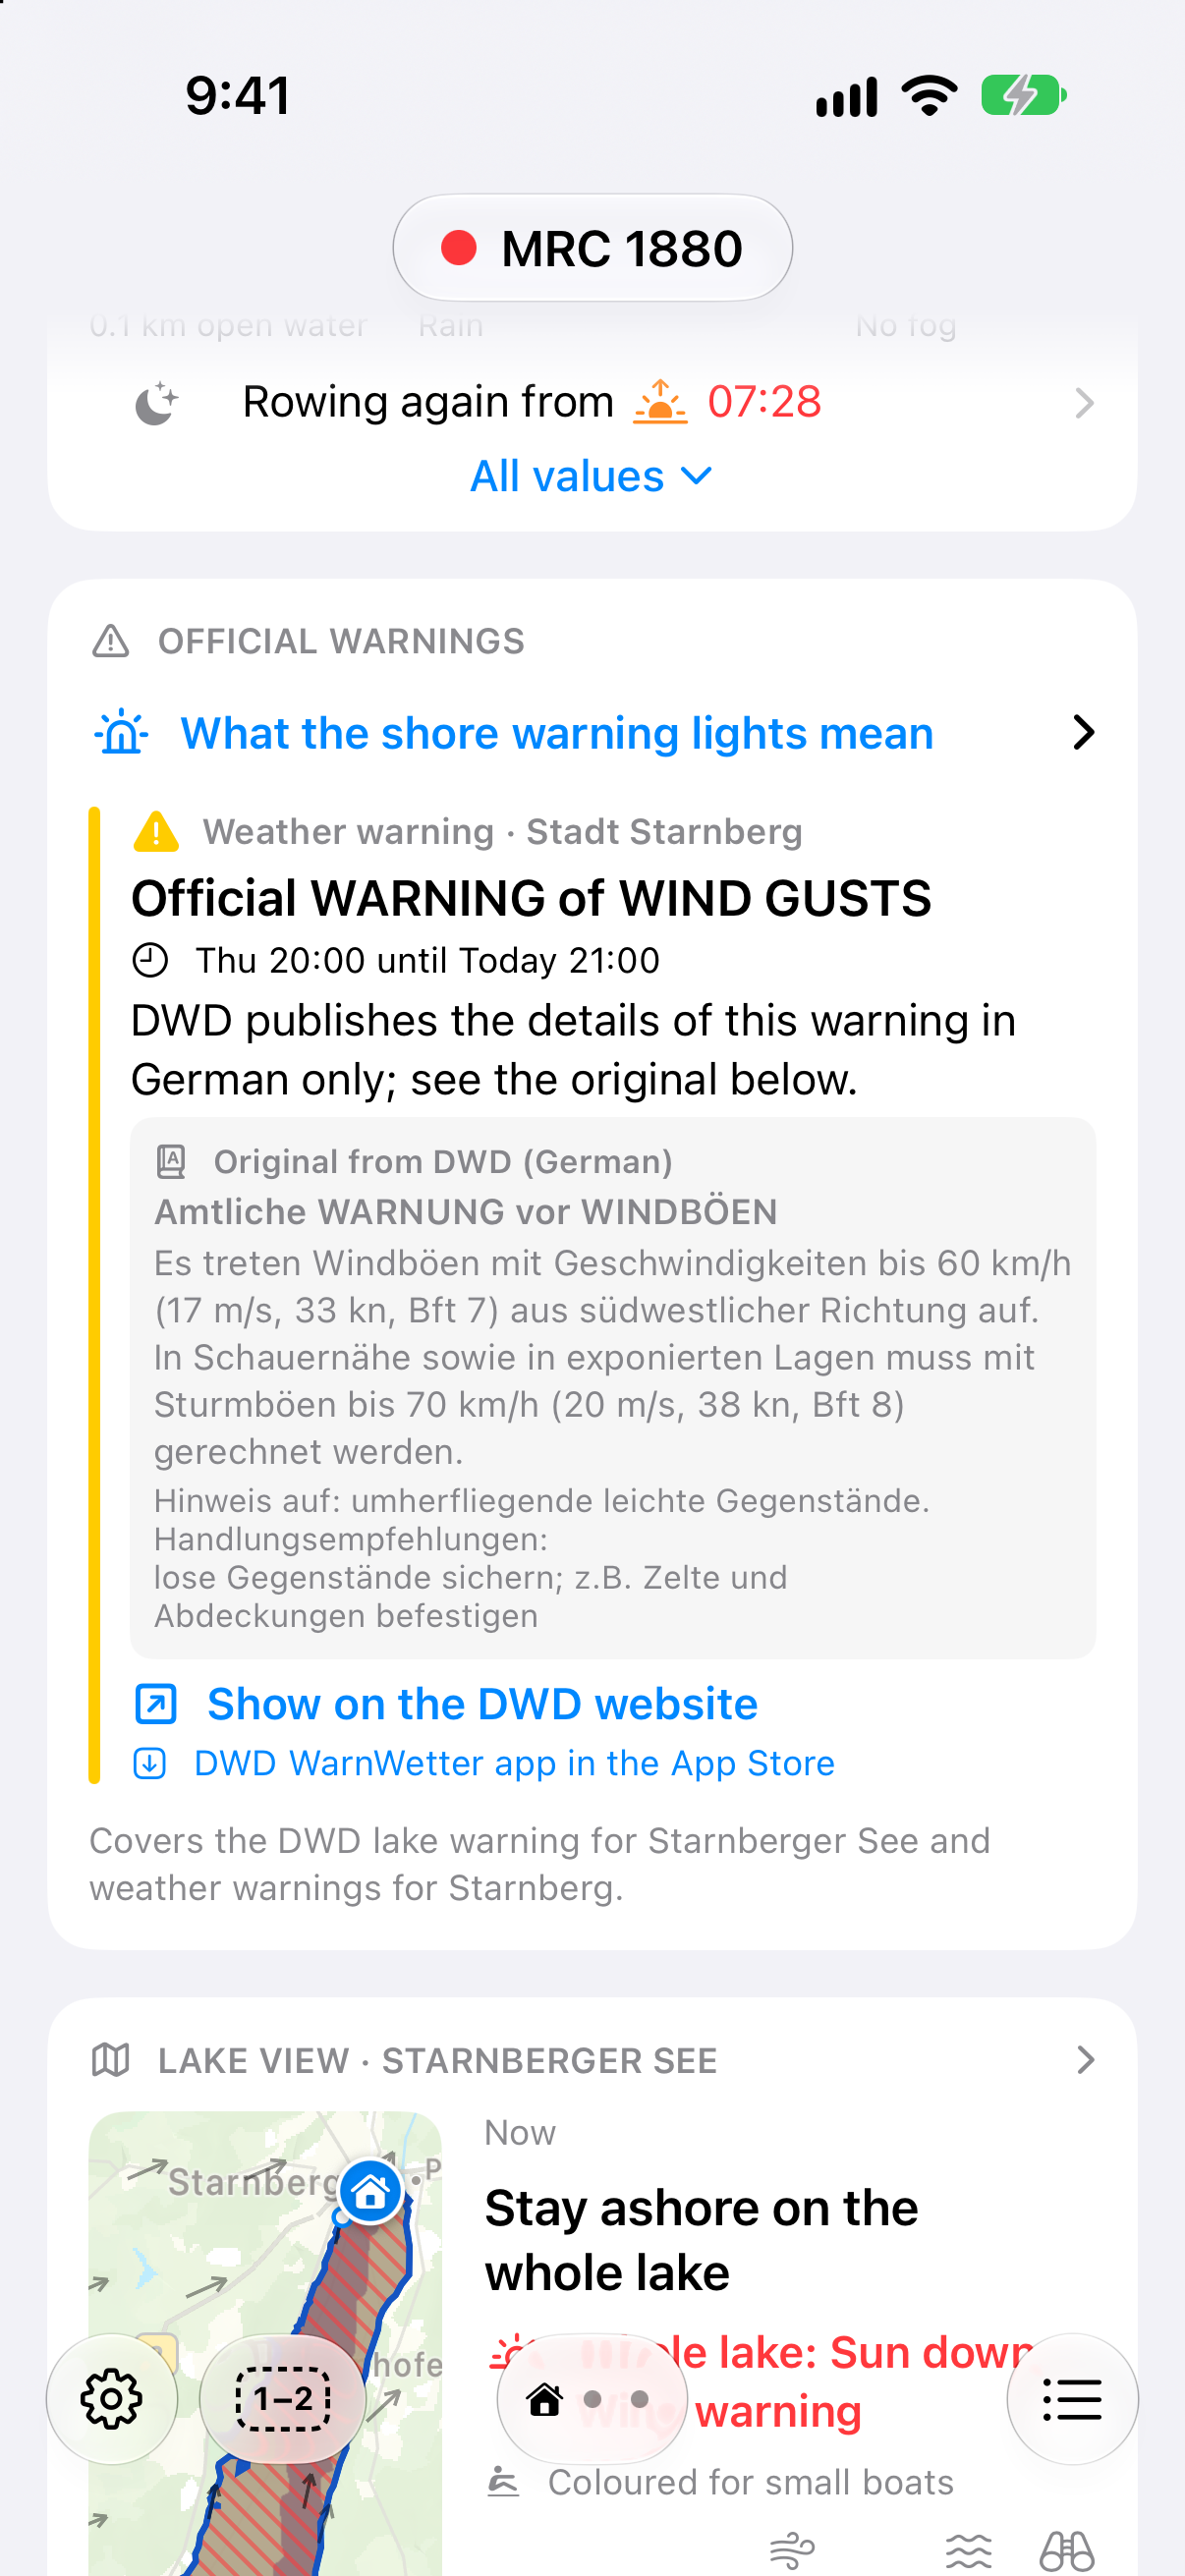 9:41
MRC 1880
0.1 km open water Rain No fog
Rowing again from 07:28
All values
OFFICIAL WARNINGS
What the shore warning lights mean
Weather warning · Stadt Starnberg
Official WARNING of WIND GUSTS
Thu 20:00 until Today 21:00
DWD publishes the details of this warning in
German only; see the original below.
Original from DWD (German)
Amtliche WARNUNG vor WINDBÖEN
Es treten Windböen mit Geschwindigkeiten bis 60 km/h
(17 m/s, 33 kn, Bft 7) aus südwestlicher Richtung auf.
In Schauernähe sowie in exponierten Lagen muss mit
Sturmböen bis 70 km/h (20 m/s, 38 kn, Bft 8)
gerechnet werden.
Hinweis auf: umherfliegende leichte Gegenstände.
Handlungsempfehlungen:
lose Gegenstände sichern; z.B. Zelte und
Abdeckungen befestigen
Show on the DWD website
DWD WarnWetter app in the App Store
Covers the DWD lake warning for Starnberger See and
weather warnings for Starnberg.
LAKE VIEW · STARNBERGER SEE
Starnberg
Now
Stay ashore on the
whole lake
lake: Sun down
warning
1–2
Coloured for small boats